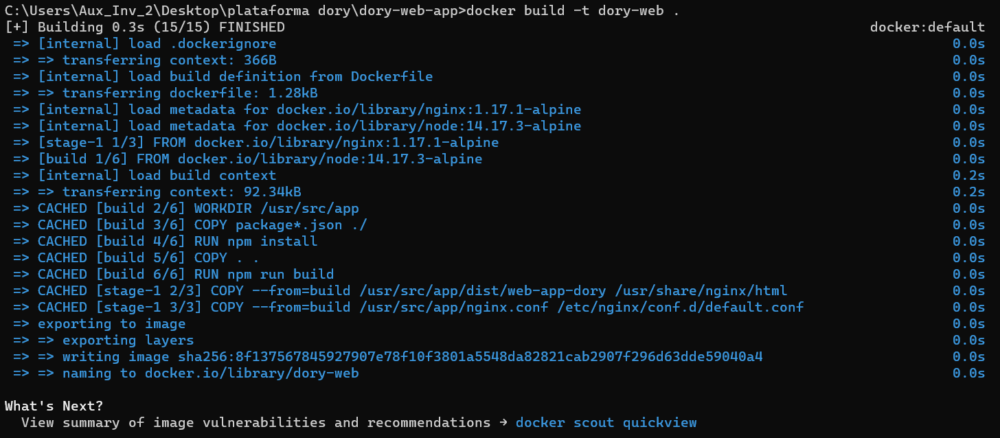 C:\Users\Aux_Inv_2\Desktop\plataforma dory\dory-web-app>docker build -t dory-web .
[+] Building 0.3s (15/15) FINISHED docker:default
=> [internal] load .dockerignore 0.0s
=> => transferring context: 366B 0.0s
=> [internal] load build definition from Dockerfile 0.0s
=> => transferring dockerfile: 1.28kB 0.0s
=> [internal] load metadata for docker.io/library/nginx:1.17.1-alpine 0.0s
=> [internal] load metadata for docker.io/library/node:14.17.3-alpine 0.0s
=> [stage-1 1/3] FROM docker.io/library/nginx:1.17.1-alpine 0.0s
=> [build 1/6] FROM docker.io/library/node:14.17.3-alpine 0.0s
=> [internal] load build context 0.2s
=> => transferring context: 92.34kB 0.2s
=> CACHED [build 2/6] WORKDIR /usr/src/app 0.0s
=> CACHED [build 3/6] COPY package*.json ./ 0.0s
=> CACHED [build 4/6] RUN npm install 0.0s
=> CACHED [build 5/6] COPY . . 0.0s
=> CACHED [build 6/6] RUN npm run build 0.0s
=> CACHED [stage-1 2/3] COPY --from=build /usr/src/app/dist/web-app-dory /usr/share/nginx/html 0.0s
=> CACHED [stage-1 3/3] COPY --from=build /usr/src/app/nginx.conf /etc/nginx/conf.d/default.conf 0.0s
=> exporting to image 0.0s
=> => exporting layers 0.0s
=> => writing image sha256:8f137567845927907e78f10f3801a5548da82821cab2907f296d63dde59040a4 0.0s
=> => naming to docker.io/library/dory-web 0.0s
What's Next?
View summary of image vulnerabilities and recommendations → docker scout quickview